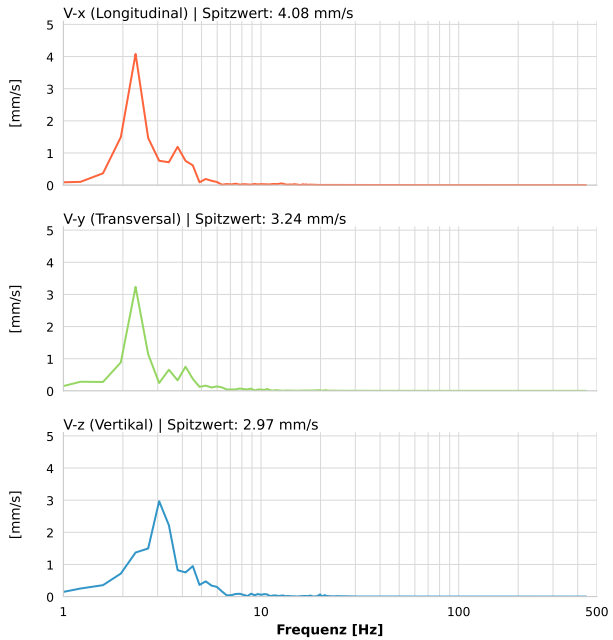 V-x (Longitudinal) | Spitzwert: 4.08 mm/s
5
4
3
2
1
0
[mm/s]
V-y (Transversal) | Spitzwert: 3.24 mm/s
5
4
3
2
1
0
[mm/s]
V-z (Vertikal) | Spitzwert: 2.97 mm/s
5
4
3
2
1
0
[mm/s]
1 10 100 500
Frequenz [Hz]